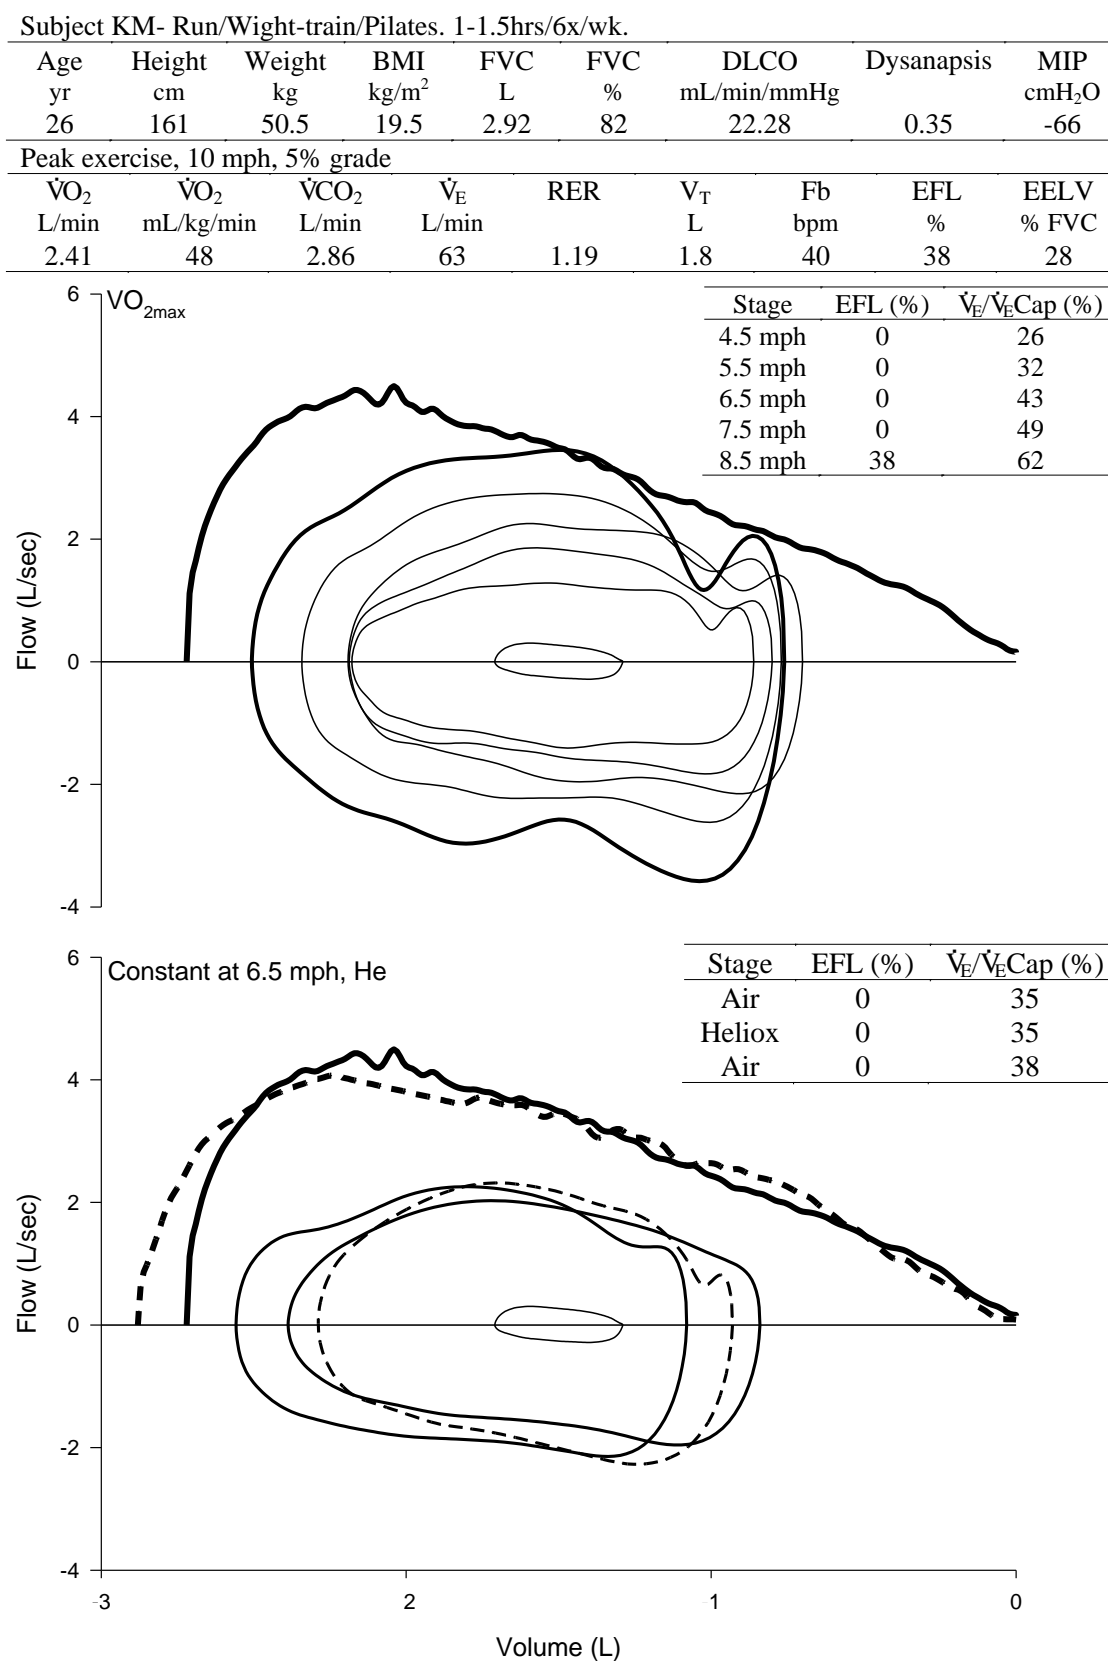 Subject KM- Run/Wight-train/Pilates. 1-1.5hrs/6x/wk.
Age Height Weight BMI FVC FVC DLCO Dysanapsis MIP
yr cm kg kg/m² L % mL/min/mmHg cmH₂O
26 161 50.5 19.5 2.92 82 22.28 0.35 -66
Peak exercise, 10 mph, 5% grade
V̇O₂ V̇O₂ V̇CO₂ V̇E RER VT Fb EFL EELV
L/min mL/kg/min L/min L/min L bpm % % FVC
2.41 48 2.86 63 1.19 1.8 40 38 28
6
VO2max
Stage EFL (%) V̇E/V̇ECap (%)
4.5 mph 0 26
5.5 mph 0 32
6.5 mph 0 43
7.5 mph 0 49
8.5 mph 38 62
4
2
0
-2
-4
Flow (L/sec)
6
Constant at 6.5 mph, He
Stage EFL (%) V̇E/V̇ECap (%)
Air 0 35
Heliox 0 35
Air 0 38
4
2
0
-2
-4
Flow (L/sec)
-3 2 -1 0
Volume (L)